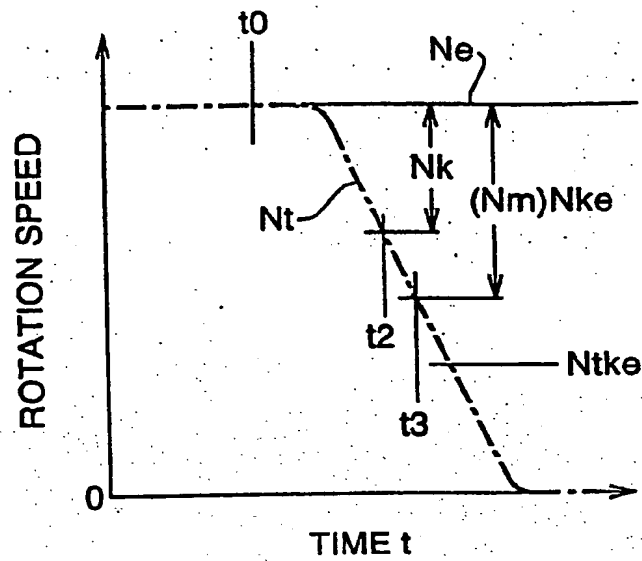 t0
Ne
Nk
(Nm)Nke
Nt
t2
Ntke
t3
ROTATION SPEED
0
TIME t